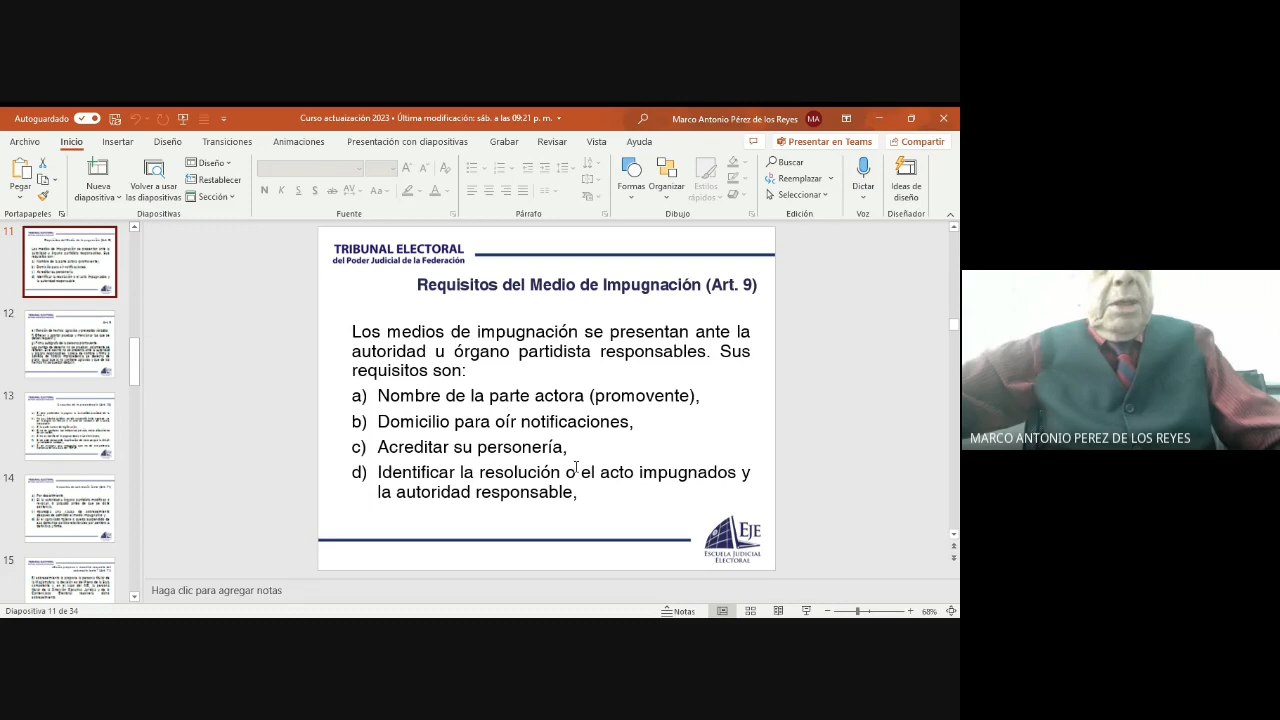 Autoguardado
Curso actuaización 2023 • Última modificación: sáb. a las 09:21 p. m.
Marco Antonio Pérez de los Reyes
MA
Archivo Inicio Insertar Diseño Transiciones Animaciones Presentación con diapositivas Grabar Revisar Vista Ayuda
Presentar en Teams
Compartir
Pegar
Nueva diapositiva
Volver a usar las diapositivas
Diseño
Restablecer
Sección
N K S S ab AV Aa A
Formas
Organizar
Estilos rápidos
Buscar
Reemplazar
Seleccionar
Dictar
Ideas de diseño
Portapapeles
Diapositivas
Fuente
Párrafo
Dibujo
Edición
Voz
Diseñador
11
12
13
14
15
TRIBUNAL ELECTORAL
del Poder Judicial de la Federación
Requisitos del Medio de Impugnación (Art. 9)
Los medios de impugnación se presentan ante la
autoridad u órgano partidista responsables. Sus
requisitos son:
a) Nombre de la parte actora (promovente),
b) Domicilio para oír notificaciones,
c) Acreditar su personería,
d) Identificar la resolución o el acto impugnados y
la autoridad responsable,
EJE
ESCUELA JUDICIAL
ELECTORAL
Haga clic para agregar notas
Diapositiva 11 de 34
Notas
68%
MARCO ANTONIO PEREZ DE LOS REYES